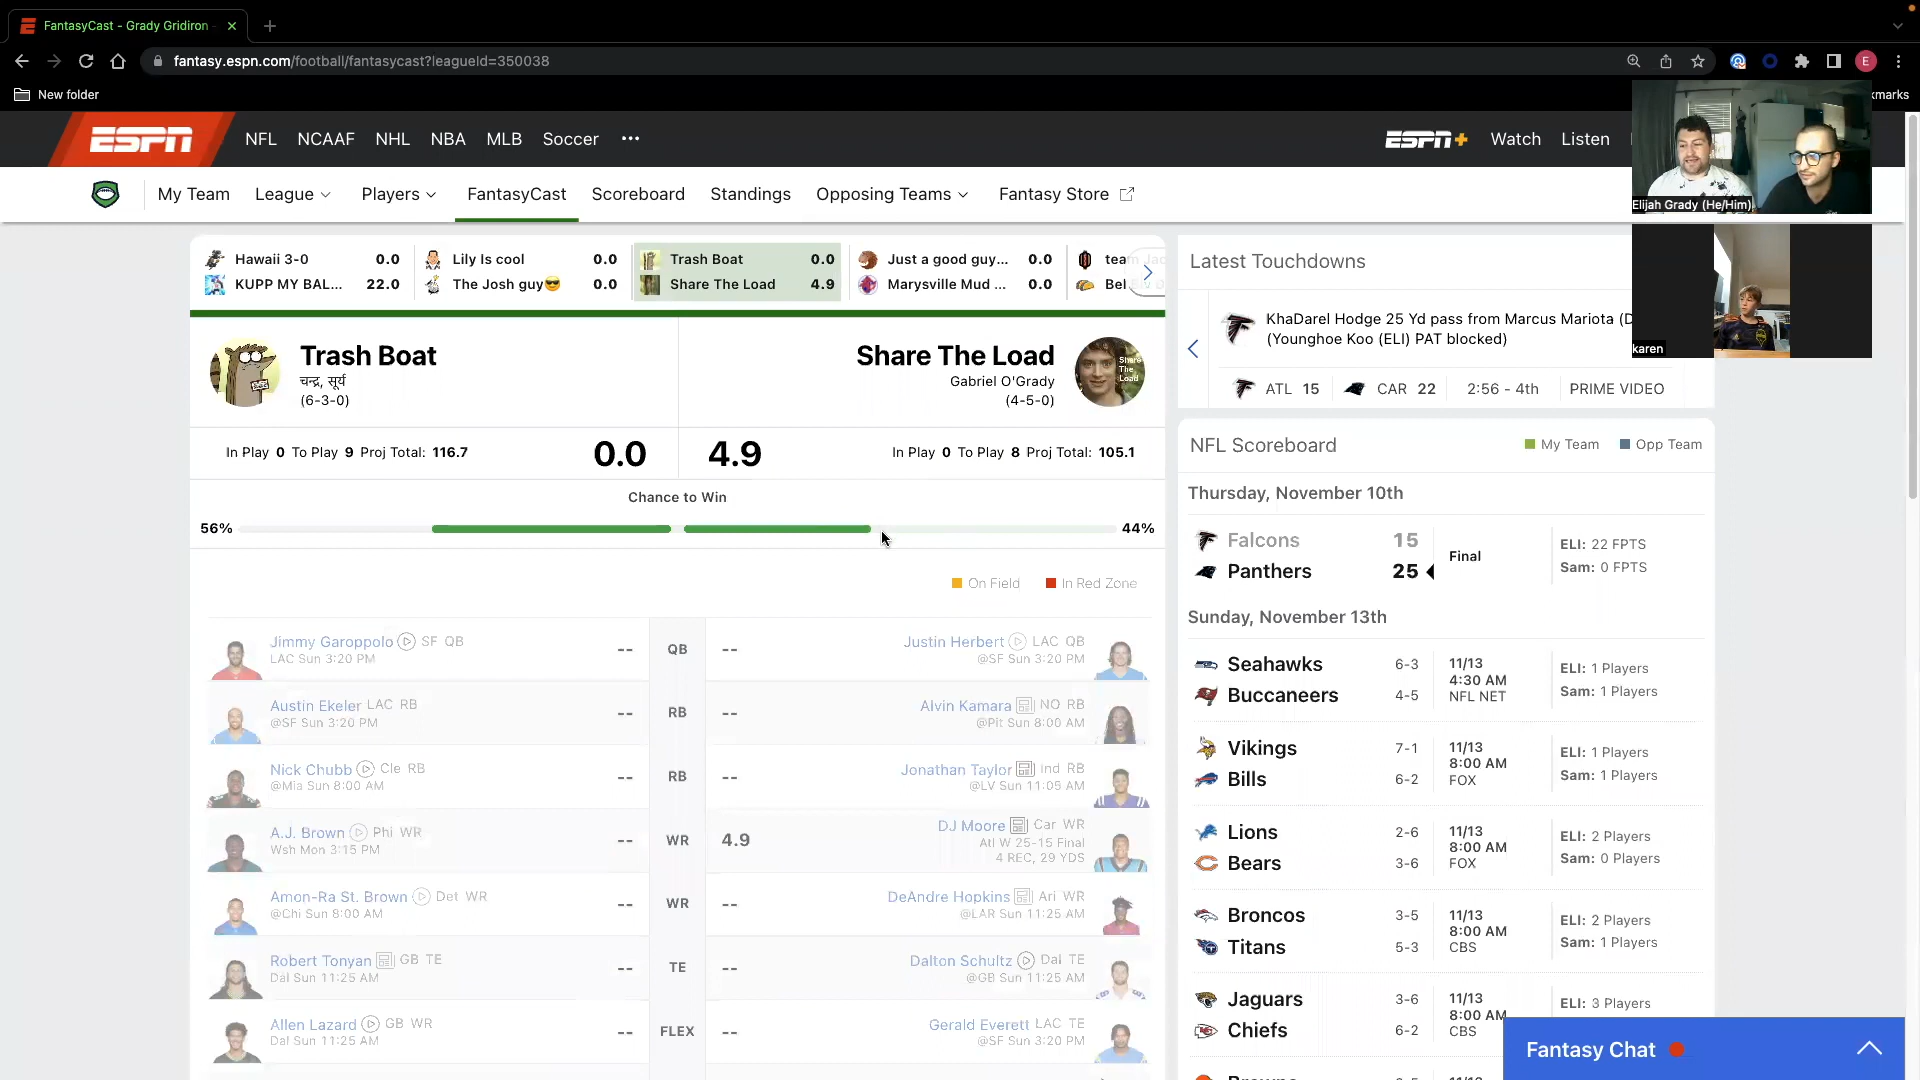 FantasyCast - Grady Gridiron
fantasy.espn.com/football/fantasycast?leagueId=350038
E
New folder
kmarks
ESPN NFL NCAAF NHL NBA MLB Soccer ESPN+ Watch Listen
My Team League Players FantasyCast Scoreboard Standings Opposing Teams Fantasy Store
Elijah Grady (He/Him)
karen
Hawaii 3-0 0.0
KUPP MY BAL... 22.0
Lily Is cool 0.0
The Josh guy😎 0.0
Trash Boat 0.0
Share The Load 4.9
Just a good guy... 0.0
Marysville Mud ... 0.0
team
Bel
Trash Boat
चन्द्र, सूर्य
(6-3-0)
Share The Load
Gabriel O'Grady
(4-5-0)
Share The Load
In Play 0 To Play 9 Proj Total: 116.7
0.0
4.9
In Play 0 To Play 8 Proj Total: 105.1
Chance to Win
56%
44%
On Field In Red Zone
Jimmy Garoppolo SF QB
LAC Sun 3:20 PM
--
QB
--
Justin Herbert LAC QB
@SF Sun 3:20 PM
Austin Ekeler LAC RB
@SF Sun 3:20 PM
--
RB
--
Alvin Kamara NO RB
@Pit Sun 8:00 AM
Nick Chubb Cle RB
@Mia Sun 8:00 AM
--
RB
--
Jonathan Taylor Ind RB
@LV Sun 11:05 AM
A.J. Brown Phi WR
Wsh Mon 3:15 PM
--
WR
4.9
DJ Moore Car WR
Atl W 25-15 Final
4 REC, 29 YDS
Amon-Ra St. Brown Det WR
@Chi Sun 8:00 AM
--
WR
--
DeAndre Hopkins Ari WR
@LAR Sun 11:25 AM
Robert Tonyan GB TE
Dal Sun 11:25 AM
--
TE
--
Dalton Schultz Dal TE
@GB Sun 11:25 AM
Allen Lazard GB WR
Dal Sun 11:25 AM
--
FLEX
--
Gerald Everett LAC TE
@SF Sun 3:20 PM
Latest Touchdowns
KhaDarel Hodge 25 Yd pass from Marcus Mariota (D
(Younghoe Koo (ELI) PAT blocked)
ATL 15 CAR 22 2:56 - 4th PRIME VIDEO
NFL Scoreboard My Team Opp Team
Thursday, November 10th
Falcons 15
Panthers 25
Final
ELI: 22 FPTS
Sam: 0 FPTS
Sunday, November 13th
Seahawks 6-3
Buccaneers 4-5
11/13
4:30 AM
NFL NET
ELI: 1 Players
Sam: 1 Players
Vikings 7-1
Bills 6-2
11/13
8:00 AM
FOX
ELI: 1 Players
Sam: 1 Players
Lions 2-6
Bears 3-6
11/13
8:00 AM
FOX
ELI: 2 Players
Sam: 0 Players
Broncos 3-5
Titans 5-3
11/13
8:00 AM
CBS
ELI: 2 Players
Sam: 1 Players
Jaguars 3-6
Chiefs 6-2
11/13
8:00 AM
CBS
ELI: 3 Players
Fantasy Chat